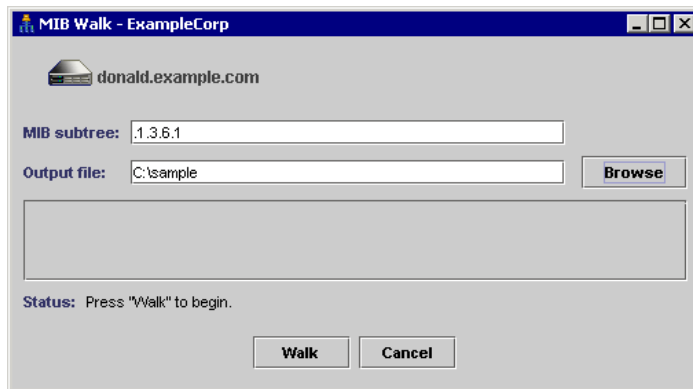 MIB Walk - ExampleCorp
donald.example.com
MIB subtree: .1.3.6.1
Output file: C:\sample Browse
Status: Press "Walk" to begin.
Walk Cancel